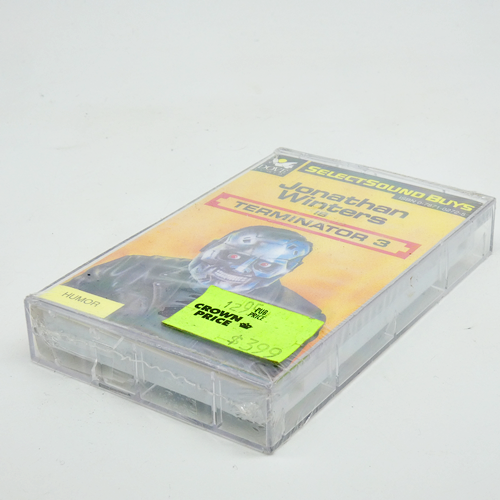 SELECTSOUND BUYS
Jonathan
Winters
is
TERMINATOR 3
HUMOR
12.95 PUB
PRICE
CROWN
PRICE
$3.99